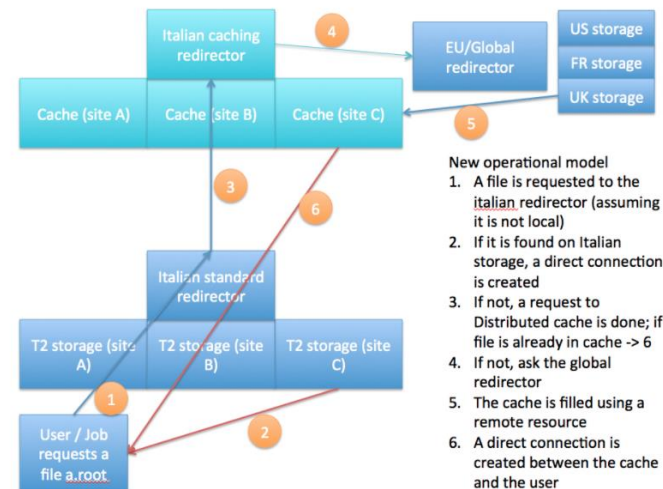 Italian caching
redirector
4
EU/Global
redirector
US storage
FR storage
UK storage
Cache (site A)
Cache (site B)
Cache (site C)
5
3
6
Italian standard
redirector
T2 storage (site
A)
T2 storage (site
B)
T2 storage (site
C)
1
2
User / Job
requests a
file a.root
New operational model
1. A file is requested to the
italian redirector (assuming
it is not local)
2. If it is found on Italian
storage, a direct connection
is created
3. If not, a request to
Distributed cache is done; if
file is already in cache -> 6
4. If not, ask the global
redirector
5. The cache is filled using a
remote resource
6. A direct connection is
created between the cache
and the user